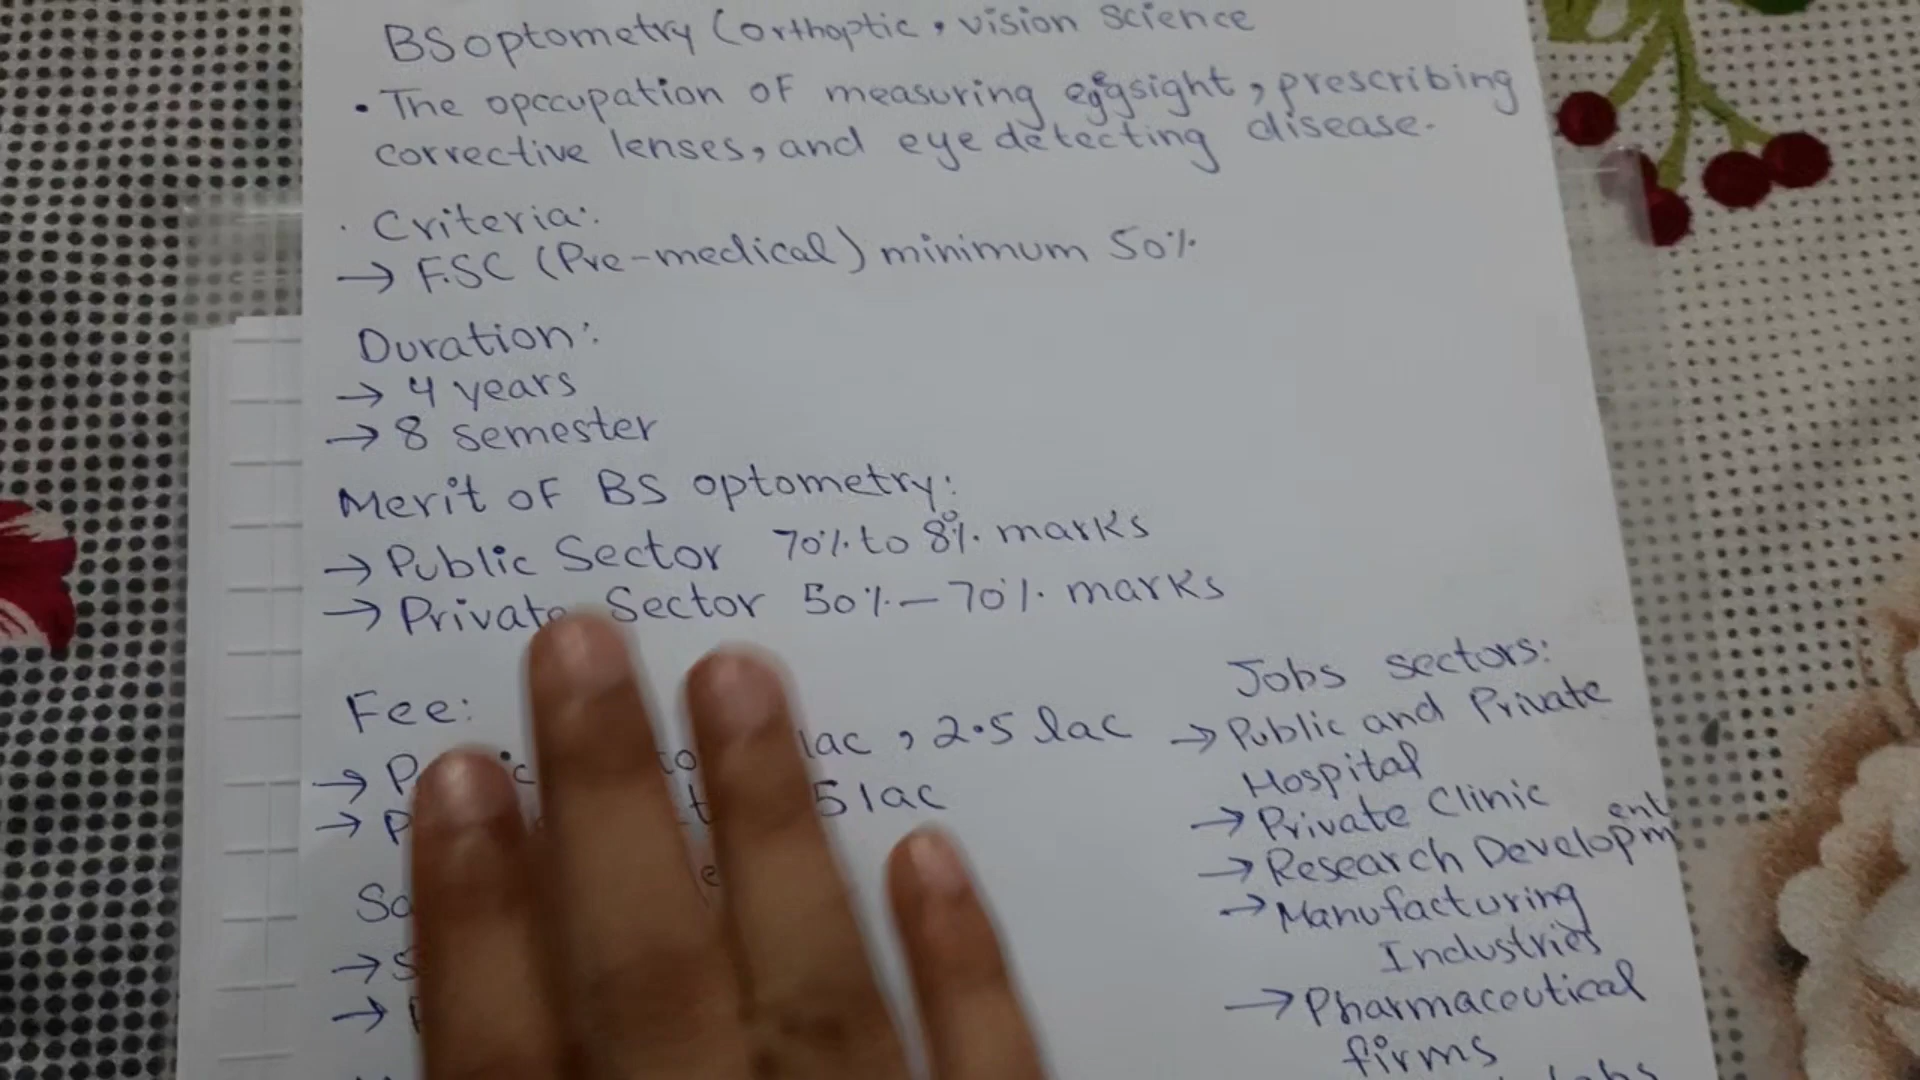 BS optometry (orthoptic, vision science
• The opccupation of measuring eyesight, prescribing
corrective lenses, and eye detecting disease.
Criteria:
→ F.SC (Pre-medical) minimum 50%
Duration:
→ 4 years
→ 8 semester
Merit of BS optometry:
→ Public Sector 70% to 80% marks
→ Private Sector 50% - 70% marks
Fee:
→ lac, 2.5 lac
→ 5 lac
Jobs sectors:
→ Public and Private
Hospital
→ Private Clinic
→ Research Development
→ Manufacturing
Industries
→ Pharmaceutical
firms